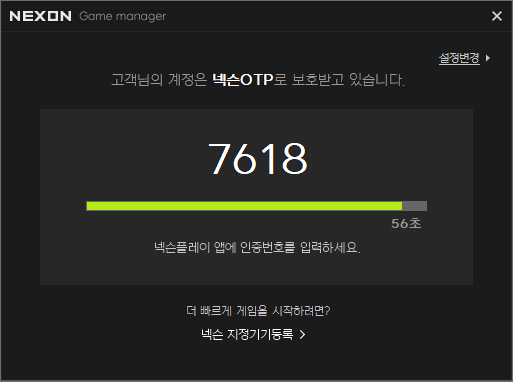 NEXON Game manager
설정변경
고객님의 계정은 넥슨OTP로 보호받고 있습니다.
7618
56초
넥슨플레이 앱에 인증번호를 입력하세요.
더 빠르게 게임을 시작하려면?
넥슨 지정기기등록 >